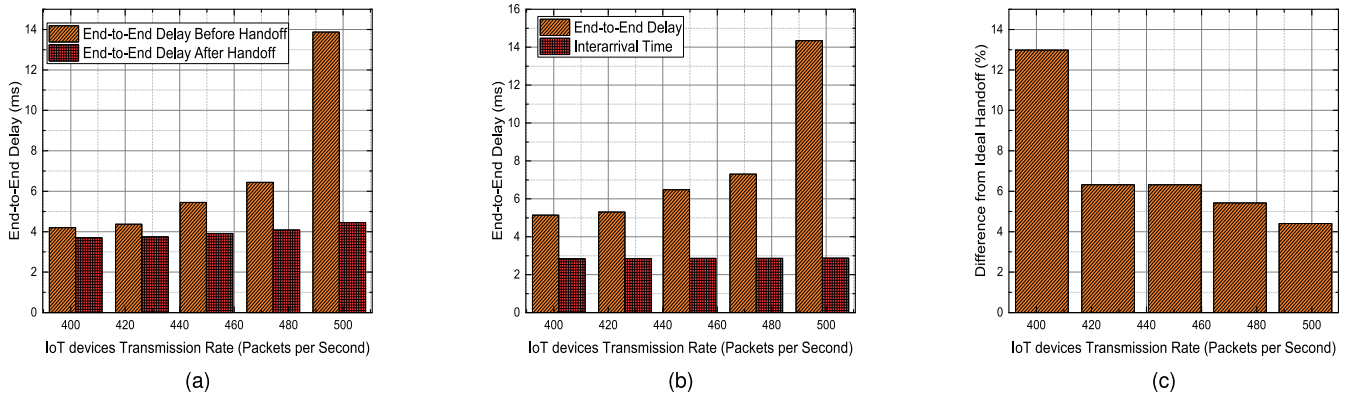 End-to-End Delay (ms)
14
12
10
8
6
4
2
0
End-to-End Delay Before Handoff
End-to-End Delay After Handoff
400 420 440 460 480 500
IoT devices Transmission Rate (Packets per Second)
(a)
End-to-End Delay (ms)
16
14
12
10
8
6
4
2
0
End-to-End Delay
Interarrival Time
400 420 440 460 480 500
IoT devices Transmission Rate (Packets per Second)
(b)
Difference from Ideal Handoff (%)
14
12
10
8
6
4
2
0
400 420 440 460 480 500
IoT devices Transmission Rate (Packets per Second)
(c)